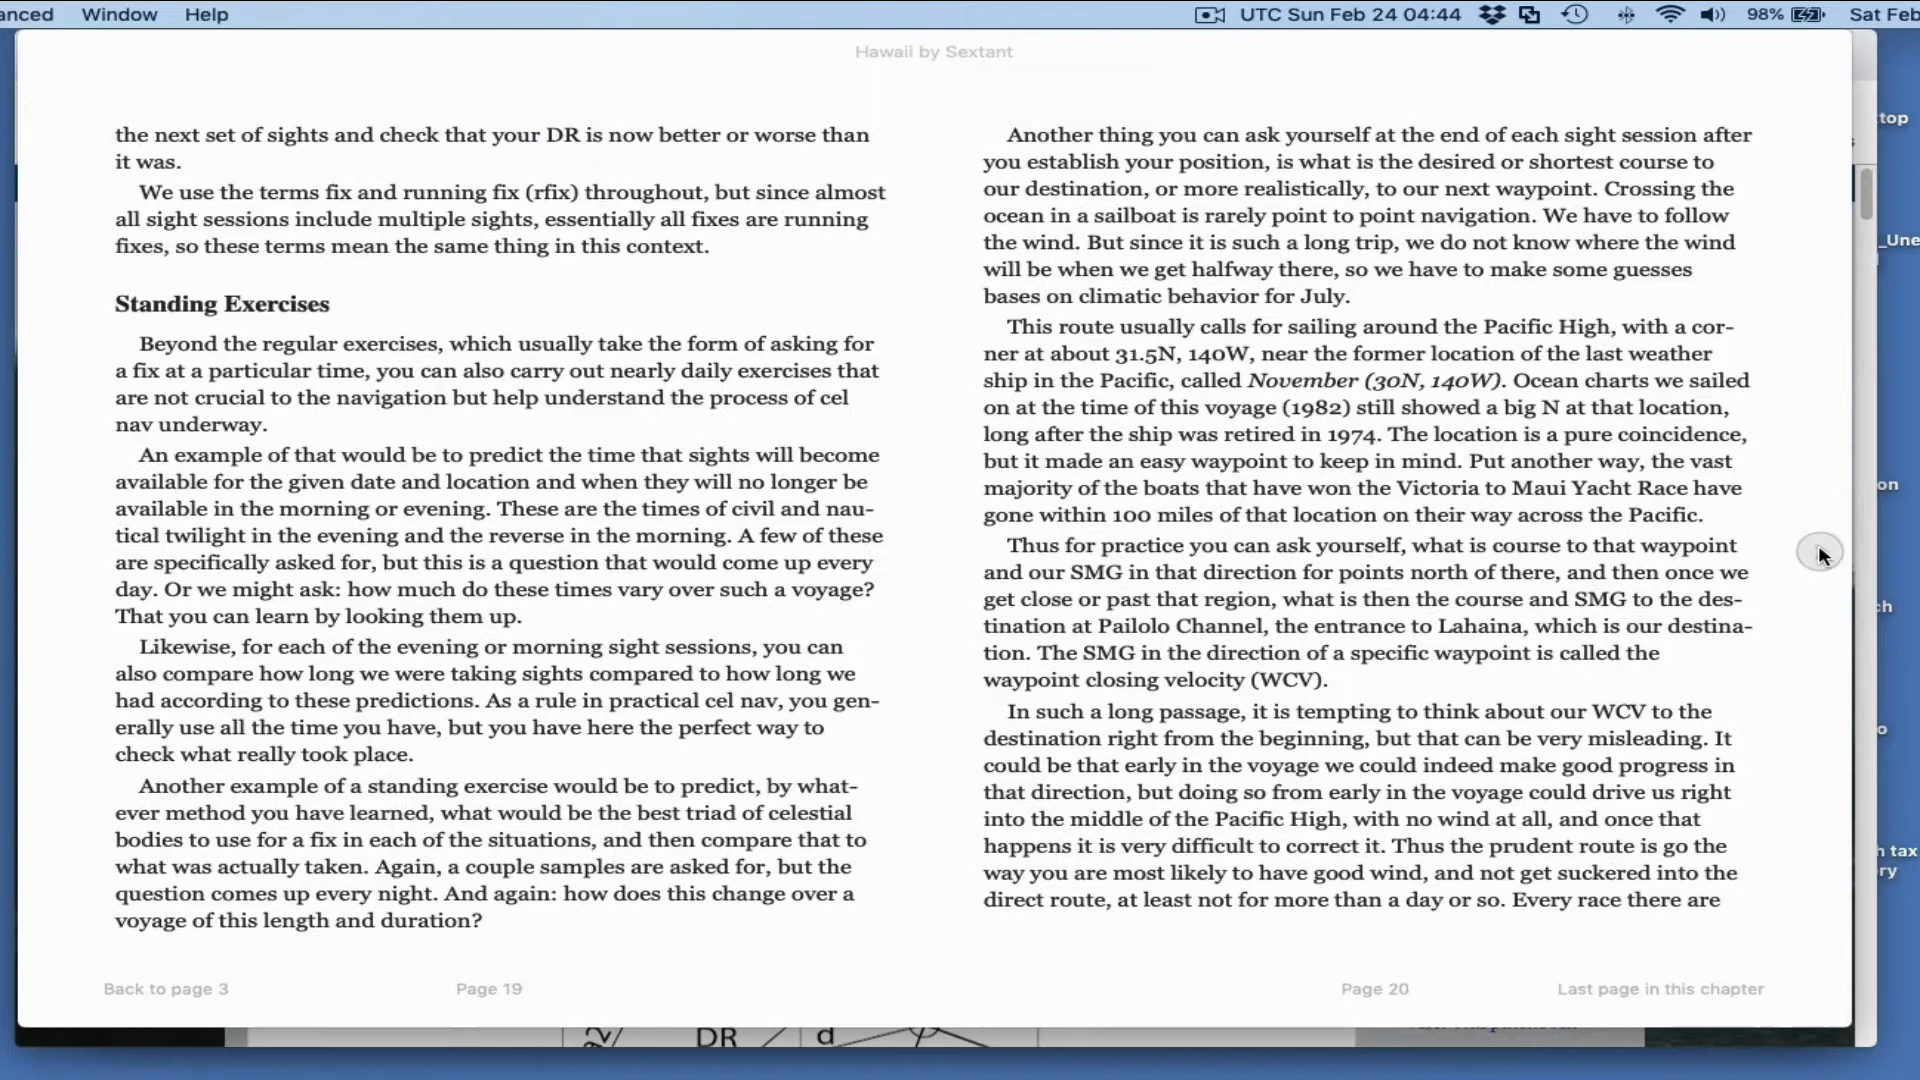 anced Window Help UTC Sun Feb 24 04:44 98% Sat Feb
Hawaii by Sextant
the next set of sights and check that your DR is now better or worse than
it was.
We use the terms fix and running fix (rfix) throughout, but since almost
all sight sessions include multiple sights, essentially all fixes are running
fixes, so these terms mean the same thing in this context.
Standing Exercises
Beyond the regular exercises, which usually take the form of asking for
a fix at a particular time, you can also carry out nearly daily exercises that
are not crucial to the navigation but help understand the process of cel
nav underway.
An example of that would be to predict the time that sights will become
available for the given date and location and when they will no longer be
available in the morning or evening. These are the times of civil and nau-
tical twilight in the evening and the reverse in the morning. A few of these
are specifically asked for, but this is a question that would come up every
day. Or we might ask: how much do these times vary over such a voyage?
That you can learn by looking them up.
Likewise, for each of the evening or morning sight sessions, you can
also compare how long we were taking sights compared to how long we
had according to these predictions. As a rule in practical cel nav, you gen-
erally use all the time you have, but you have here the perfect way to
check what really took place.
Another example of a standing exercise would be to predict, by what-
ever method you have learned, what would be the best triad of celestial
bodies to use for a fix in each of the situations, and then compare that to
what was actually taken. Again, a couple samples are asked for, but the
question comes up every night. And again: how does this change over a
voyage of this length and duration?
Back to page 3
Page 19
Another thing you can ask yourself at the end of each sight session after
you establish your position, is what is the desired or shortest course to
our destination, or more realistically, to our next waypoint. Crossing the
ocean in a sailboat is rarely point to point navigation. We have to follow
the wind. But since it is such a long trip, we do not know where the wind
will be when we get halfway there, so we have to make some guesses
bases on climatic behavior for July.
This route usually calls for sailing around the Pacific High, with a cor-
ner at about 31.5N, 140W, near the former location of the last weather
ship in the Pacific, called November (30N, 140W). Ocean charts we sailed
on at the time of this voyage (1982) still showed a big N at that location,
long after the ship was retired in 1974. The location is a pure coincidence,
but it made an easy waypoint to keep in mind. Put another way, the vast
majority of the boats that have won the Victoria to Maui Yacht Race have
gone within 100 miles of that location on their way across the Pacific.
Thus for practice you can ask yourself, what is course to that waypoint
and our SMG in that direction for points north of there, and then once we
get close or past that region, what is then the course and SMG to the des-
tination at Pailolo Channel, the entrance to Lahaina, which is our destina-
tion. The SMG in the direction of a specific waypoint is called the
waypoint closing velocity (WCV).
In such a long passage, it is tempting to think about our WCV to the
destination right from the beginning, but that can be very misleading. It
could be that early in the voyage we could indeed make good progress in
that direction, but doing so from early in the voyage could drive us right
into the middle of the Pacific High, with no wind at all, and once that
happens it is very difficult to correct it. Thus the prudent route is go the
way you are most likely to have good wind, and not get suckered into the
direct route, at least not for more than a day or so. Every race there are
Page 20
Last page in this chapter
top
_Une
on
ch
o
h tax
ry
DR
d